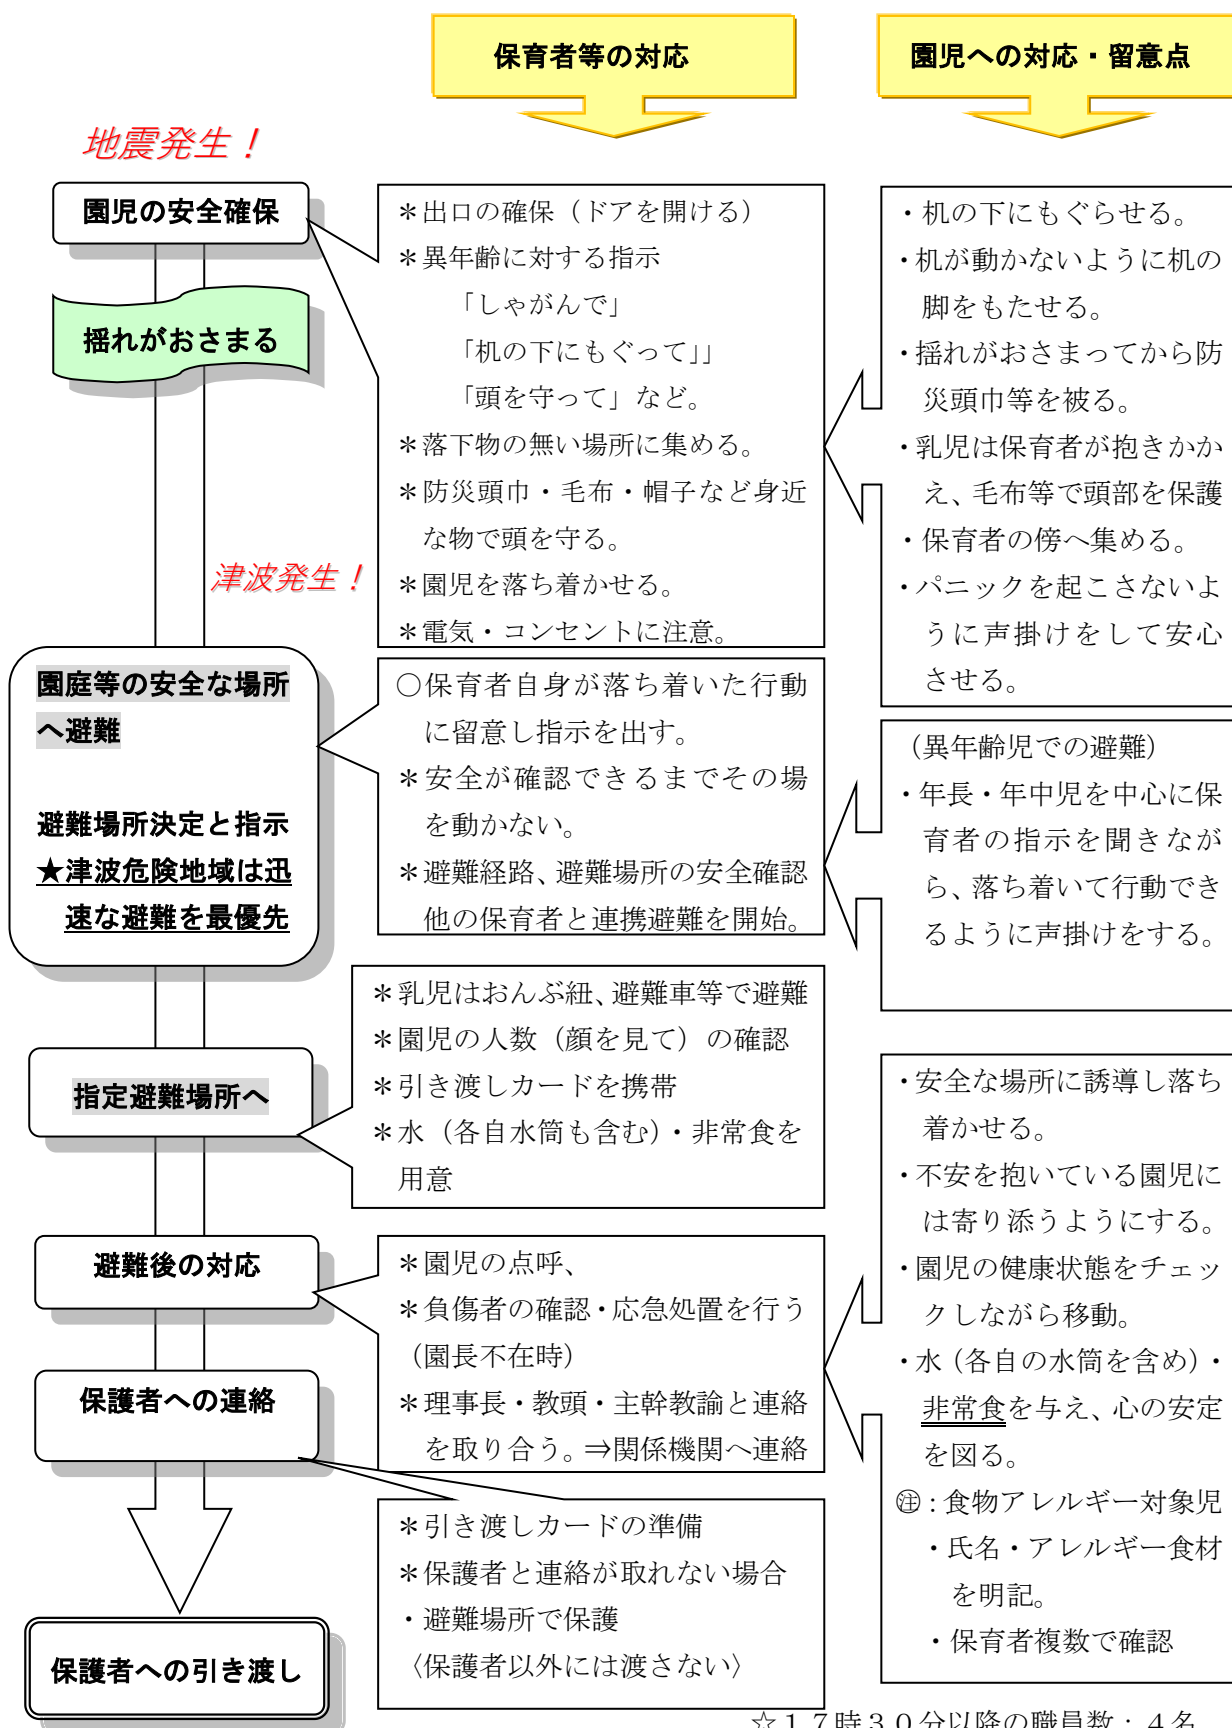 保育者等の対応
園児への対応・留意点
地震発生！
園児の安全確保
揺れがおさまる
津波発生！
園庭等の安全な場所
へ避難
避難場所決定と指示
★津波危険地域は迅
速な避難を最優先
指定避難場所へ
避難後の対応
保護者への連絡
保護者への引き渡し
＊出口の確保（ドアを開ける）
＊異年齢に対する指示
「しゃがんで」
「机の下にもぐって」」
「頭を守って」など。
＊落下物の無い場所に集める。
＊防災頭巾・毛布・帽子など身近
な物で頭を守る。
＊園児を落ち着かせる。
＊電気・コンセントに注意。
○保育者自身が落ち着いた行動
に留意し指示を出す。
＊安全が確認できるまでその場
を動かない。
＊避難経路、避難場所の安全確認
他の保育者と連携避難を開始。
＊乳児はおんぶ紐、避難車等で避難
＊園児の人数（顔を見て）の確認
＊引き渡しカードを携帯
＊水（各自水筒も含む）・非常食を
用意
＊園児の点呼、
＊負傷者の確認・応急処置を行う
（園長不在時）
＊理事長・教頭・主幹教諭と連絡
を取り合う。⇒関係機関へ連絡
＊引き渡しカードの準備
＊保護者と連絡が取れない場合
・避難場所で保護
〈保護者以外には渡さない〉
・机の下にもぐらせる。
・机が動かないように机の
脚をもたせる。
・揺れがおさまってから防
災頭巾等を被る。
・乳児は保育者が抱きかか
え、毛布等で頭部を保護
・保育者の傍へ集める。
・パニックを起こさないよ
うに声掛けをして安心
させる。
（異年齢児での避難）
・年長・年中児を中心に保
育者の指示を聞きなが
ら、落ち着いて行動でき
るように声掛けをする。
・安全な場所に誘導し落ち
着かせる。
・不安を抱いている園児に
は寄り添うようにする。
・園児の健康状態をチェッ
クしながら移動。
・水（各自の水筒を含め）・
非常食を与え、心の安定
を図る。
㊟：食物アレルギー対象児
・氏名・アレルギー食材
を明記。
・保育者複数で確認
☆１７時３０分以降の職員数：４名